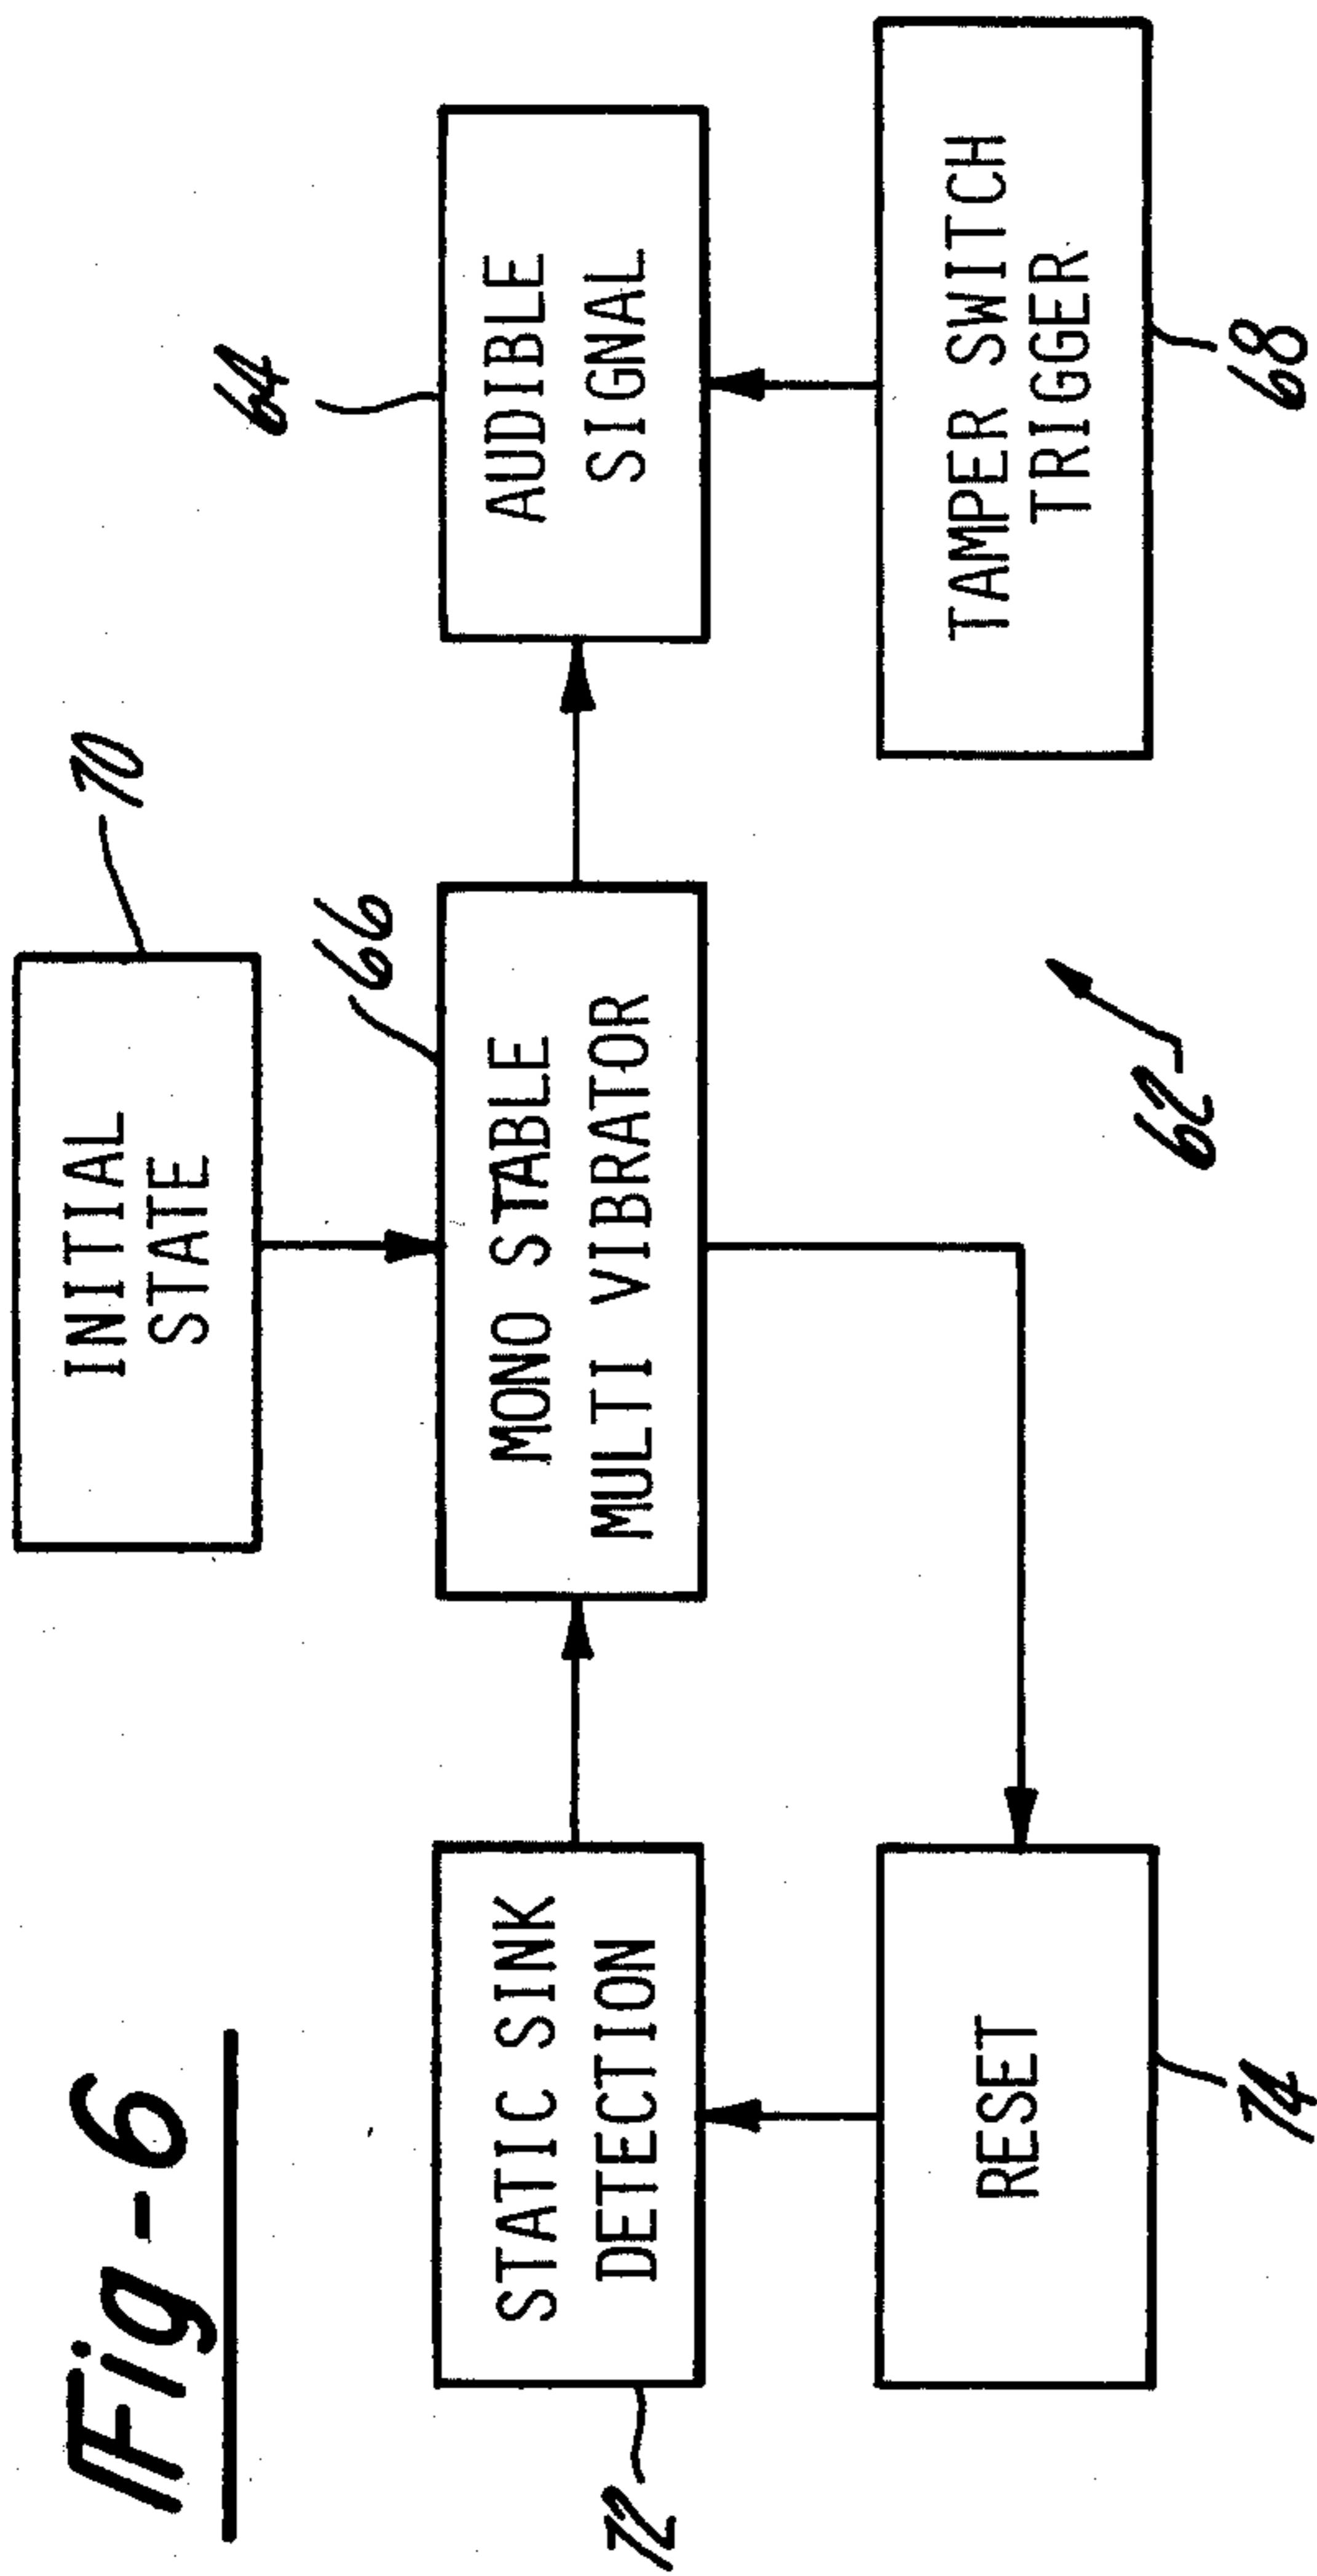 Fig-6
INITIAL
STATE
70
64
66
STATIC SINK
DETECTION
72
MONO STABLE
MULTI VIBRATOR
AUDIBLE
SIGNAL
RESET
74
62
TAMPER SWITCH
TRIGGER
68